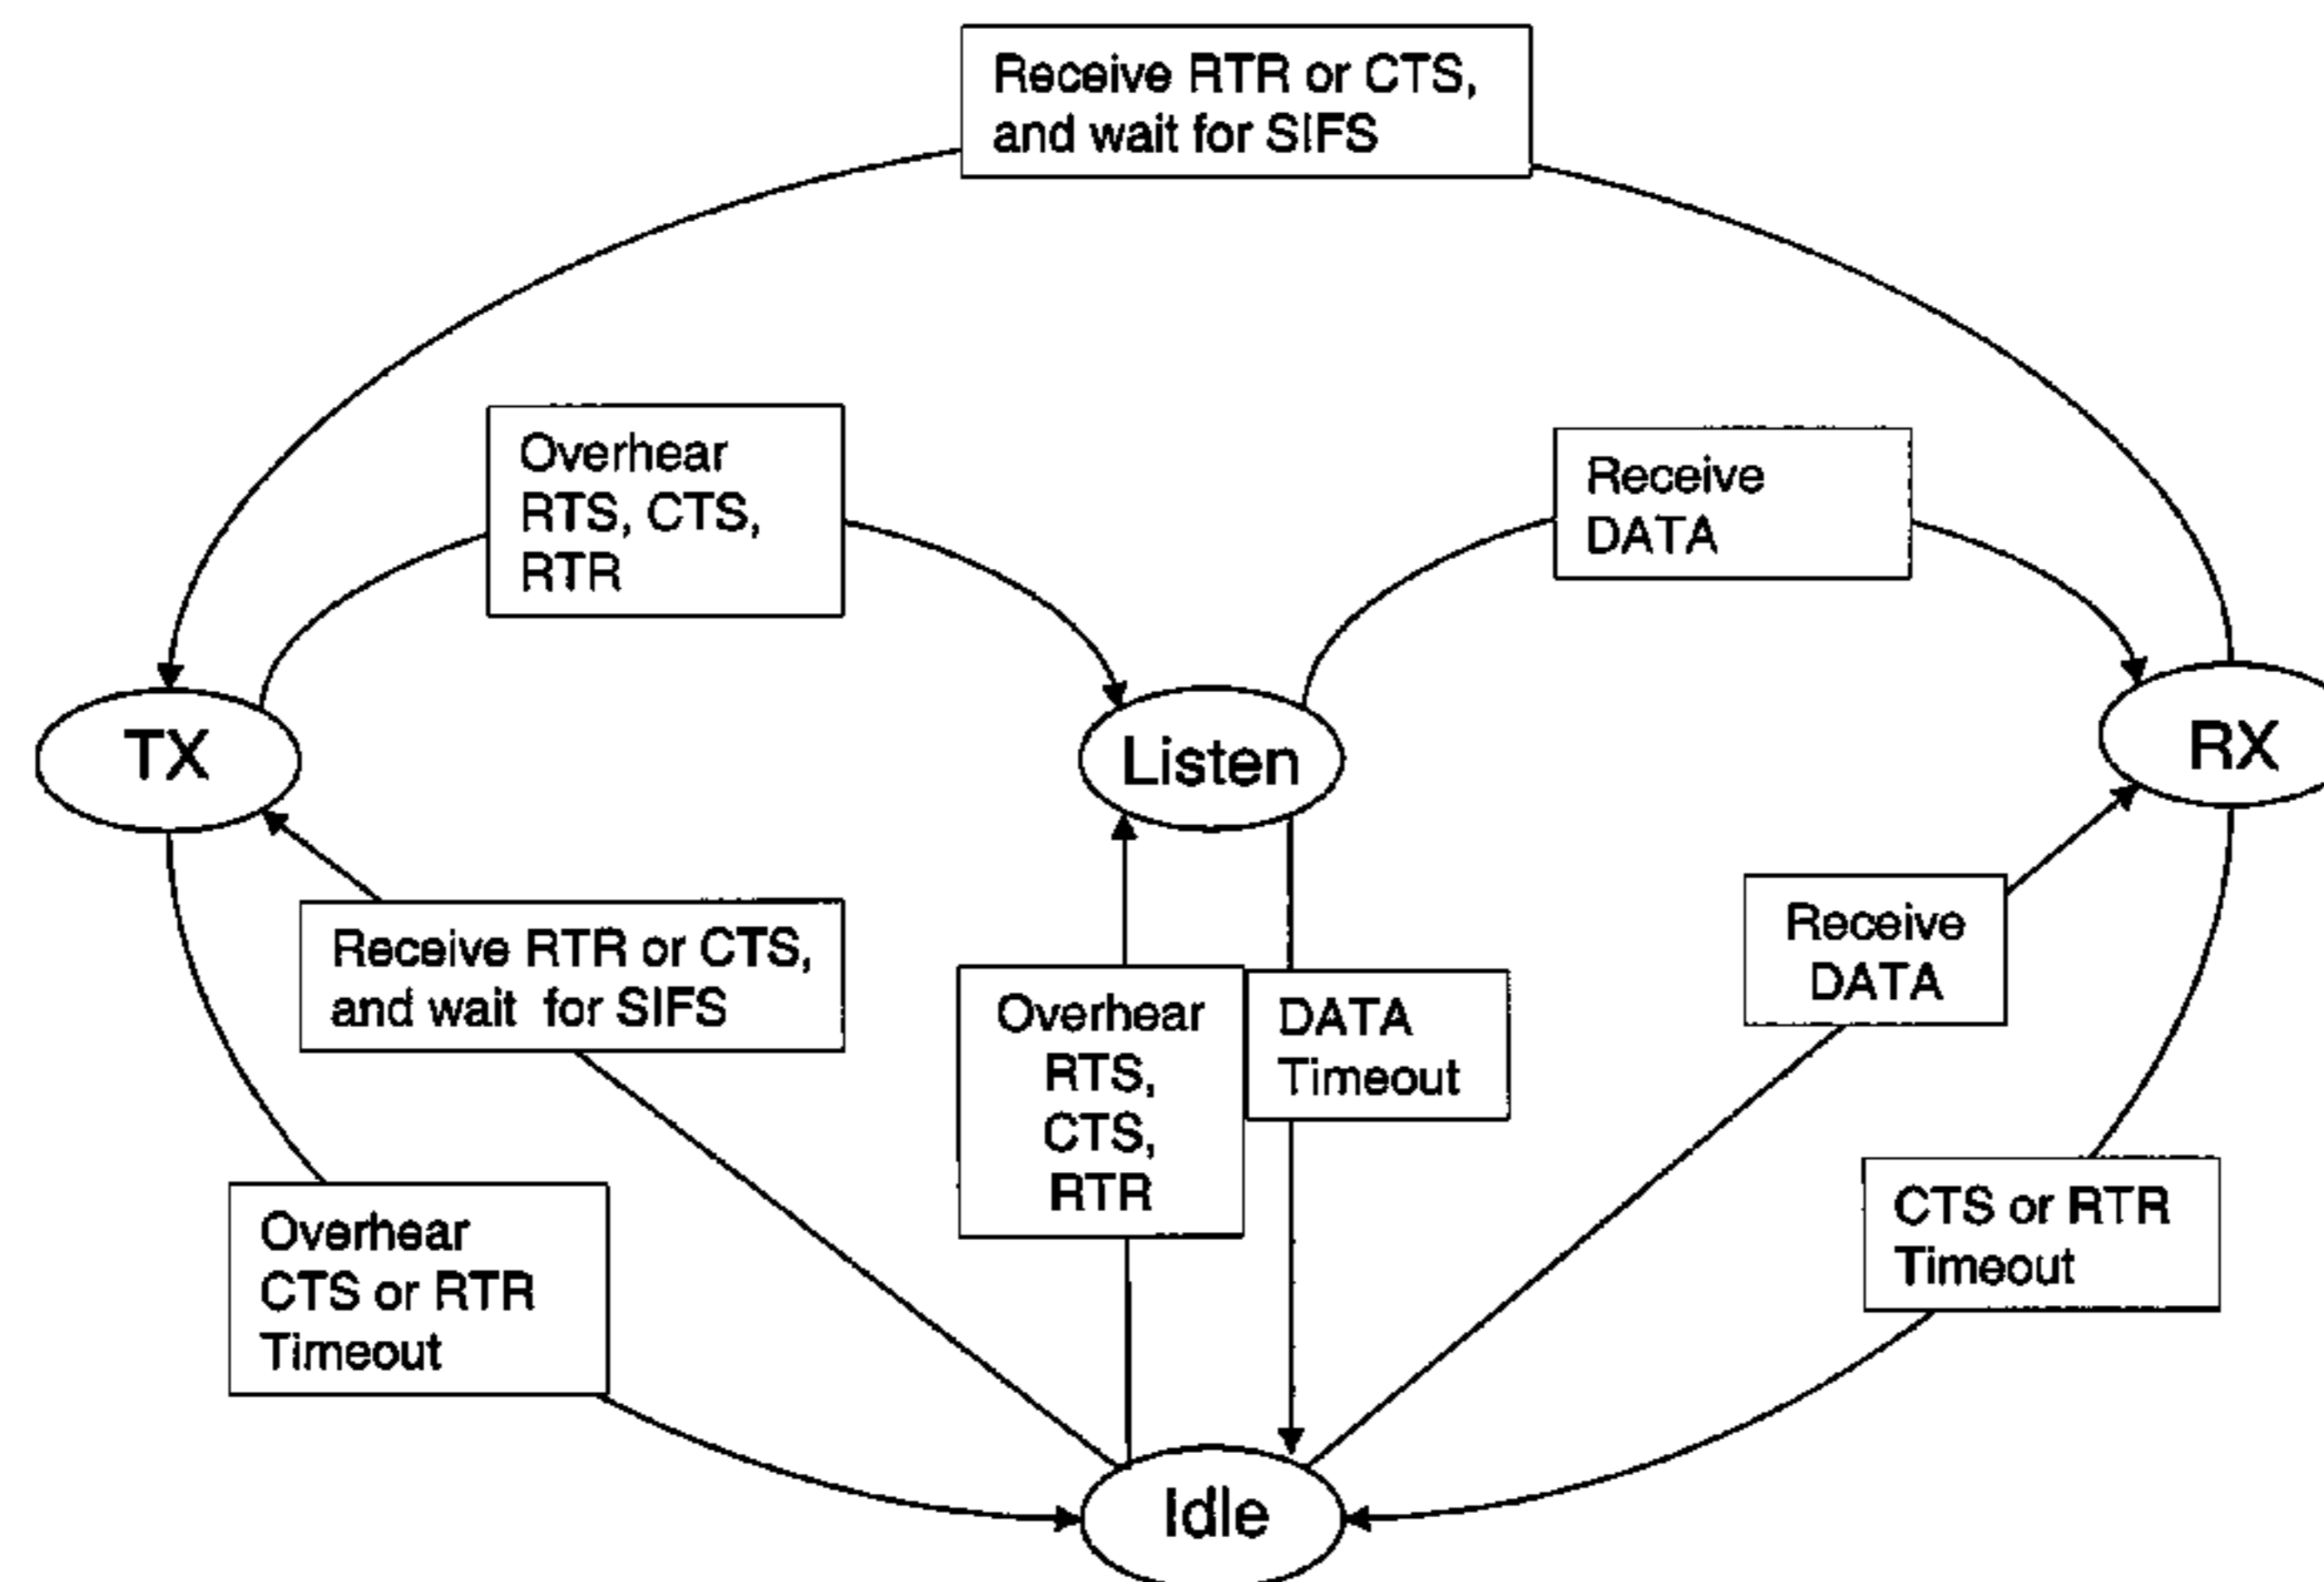 Receive RTR or CTS,
and wait for SIFS
Overhear
RTS, CTS,
RTR
Receive
DATA
TX
Listen
RX
Receive RTR or CTS,
and wait for SIFS
Overhear
RTS,
CTS,
RTR
DATA
Timeout
Receive
DATA
Overhear
CTS or RTR
Timeout
CTS or RTR
Timeout
Idle